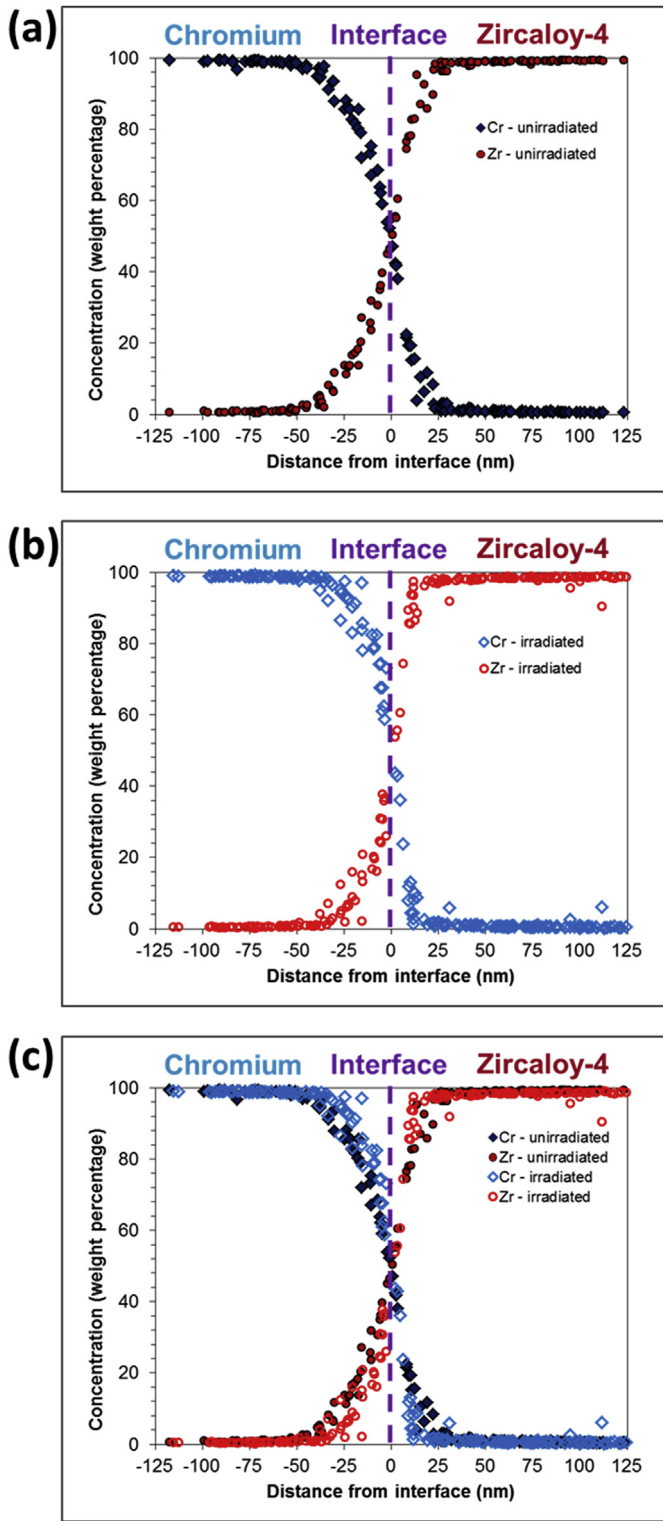 (a)
Chromium Interface Zircaloy-4
100
80
60
40
20
0
Concentration (weight percentage)
Cr - unirradiated
Zr - unirradiated
-125 -100 -75 -50 -25 0 25 50 75 100 125
Distance from interface (nm)
(b)
Chromium Interface Zircaloy-4
100
80
60
40
20
0
Concentration (weight percentage)
Cr - irradiated
Zr - irradiated
-125 -100 -75 -50 -25 0 25 50 75 100 125
Distance from interface (nm)
(c)
Chromium Interface Zircaloy-4
100
80
60
40
20
0
Concentration (weight percentage)
Cr - unirradiated
Zr - unirradiated
Cr - irradiated
Zr - irradiated
-125 -100 -75 -50 -25 0 25 50 75 100 125
Distance from interface (nm)